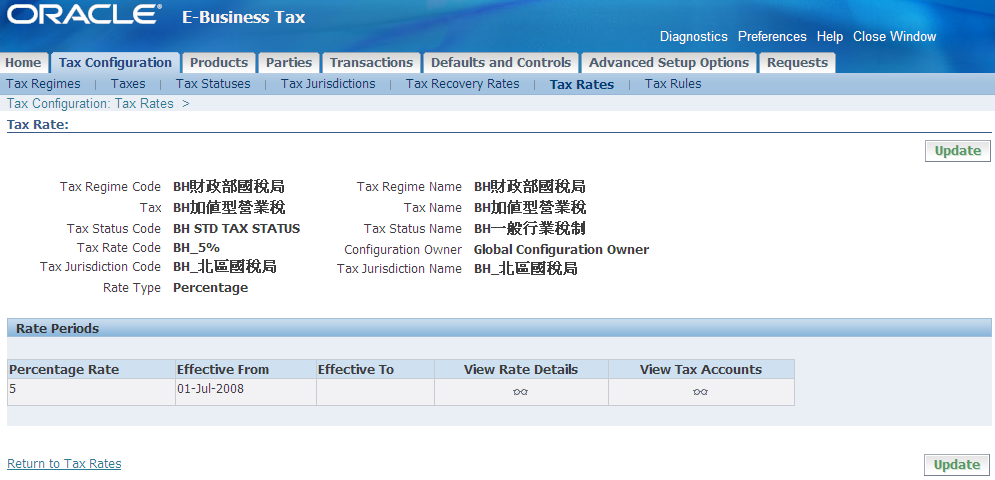 ORACLE® E-Business Tax
Diagnostics Preferences Help Close Window
Home Tax Configuration Products Parties Transactions Defaults and Controls Advanced Setup Options Requests
Tax Regimes | Taxes | Tax Statuses | Tax Jurisdictions | Tax Recovery Rates | Tax Rates | Tax Rules
Tax Configuration: Tax Rates >
Tax Rate:
Update
Tax Regime Code BH財政部國稅局 Tax Regime Name BH財政部國稅局
Tax BH加值型營業稅 Tax Name BH加值型營業稅
Tax Status Code BH STD TAX STATUS Tax Status Name BH一般行業稅制
Tax Rate Code BH_5% Configuration Owner Global Configuration Owner
Tax Jurisdiction Code BH_北區國稅局 Tax Jurisdiction Name BH_北區國稅局
Rate Type Percentage
Rate Periods
Percentage Rate Effective From Effective To View Rate Details View Tax Accounts
5 01-Jul-2008
Return to Tax Rates Update